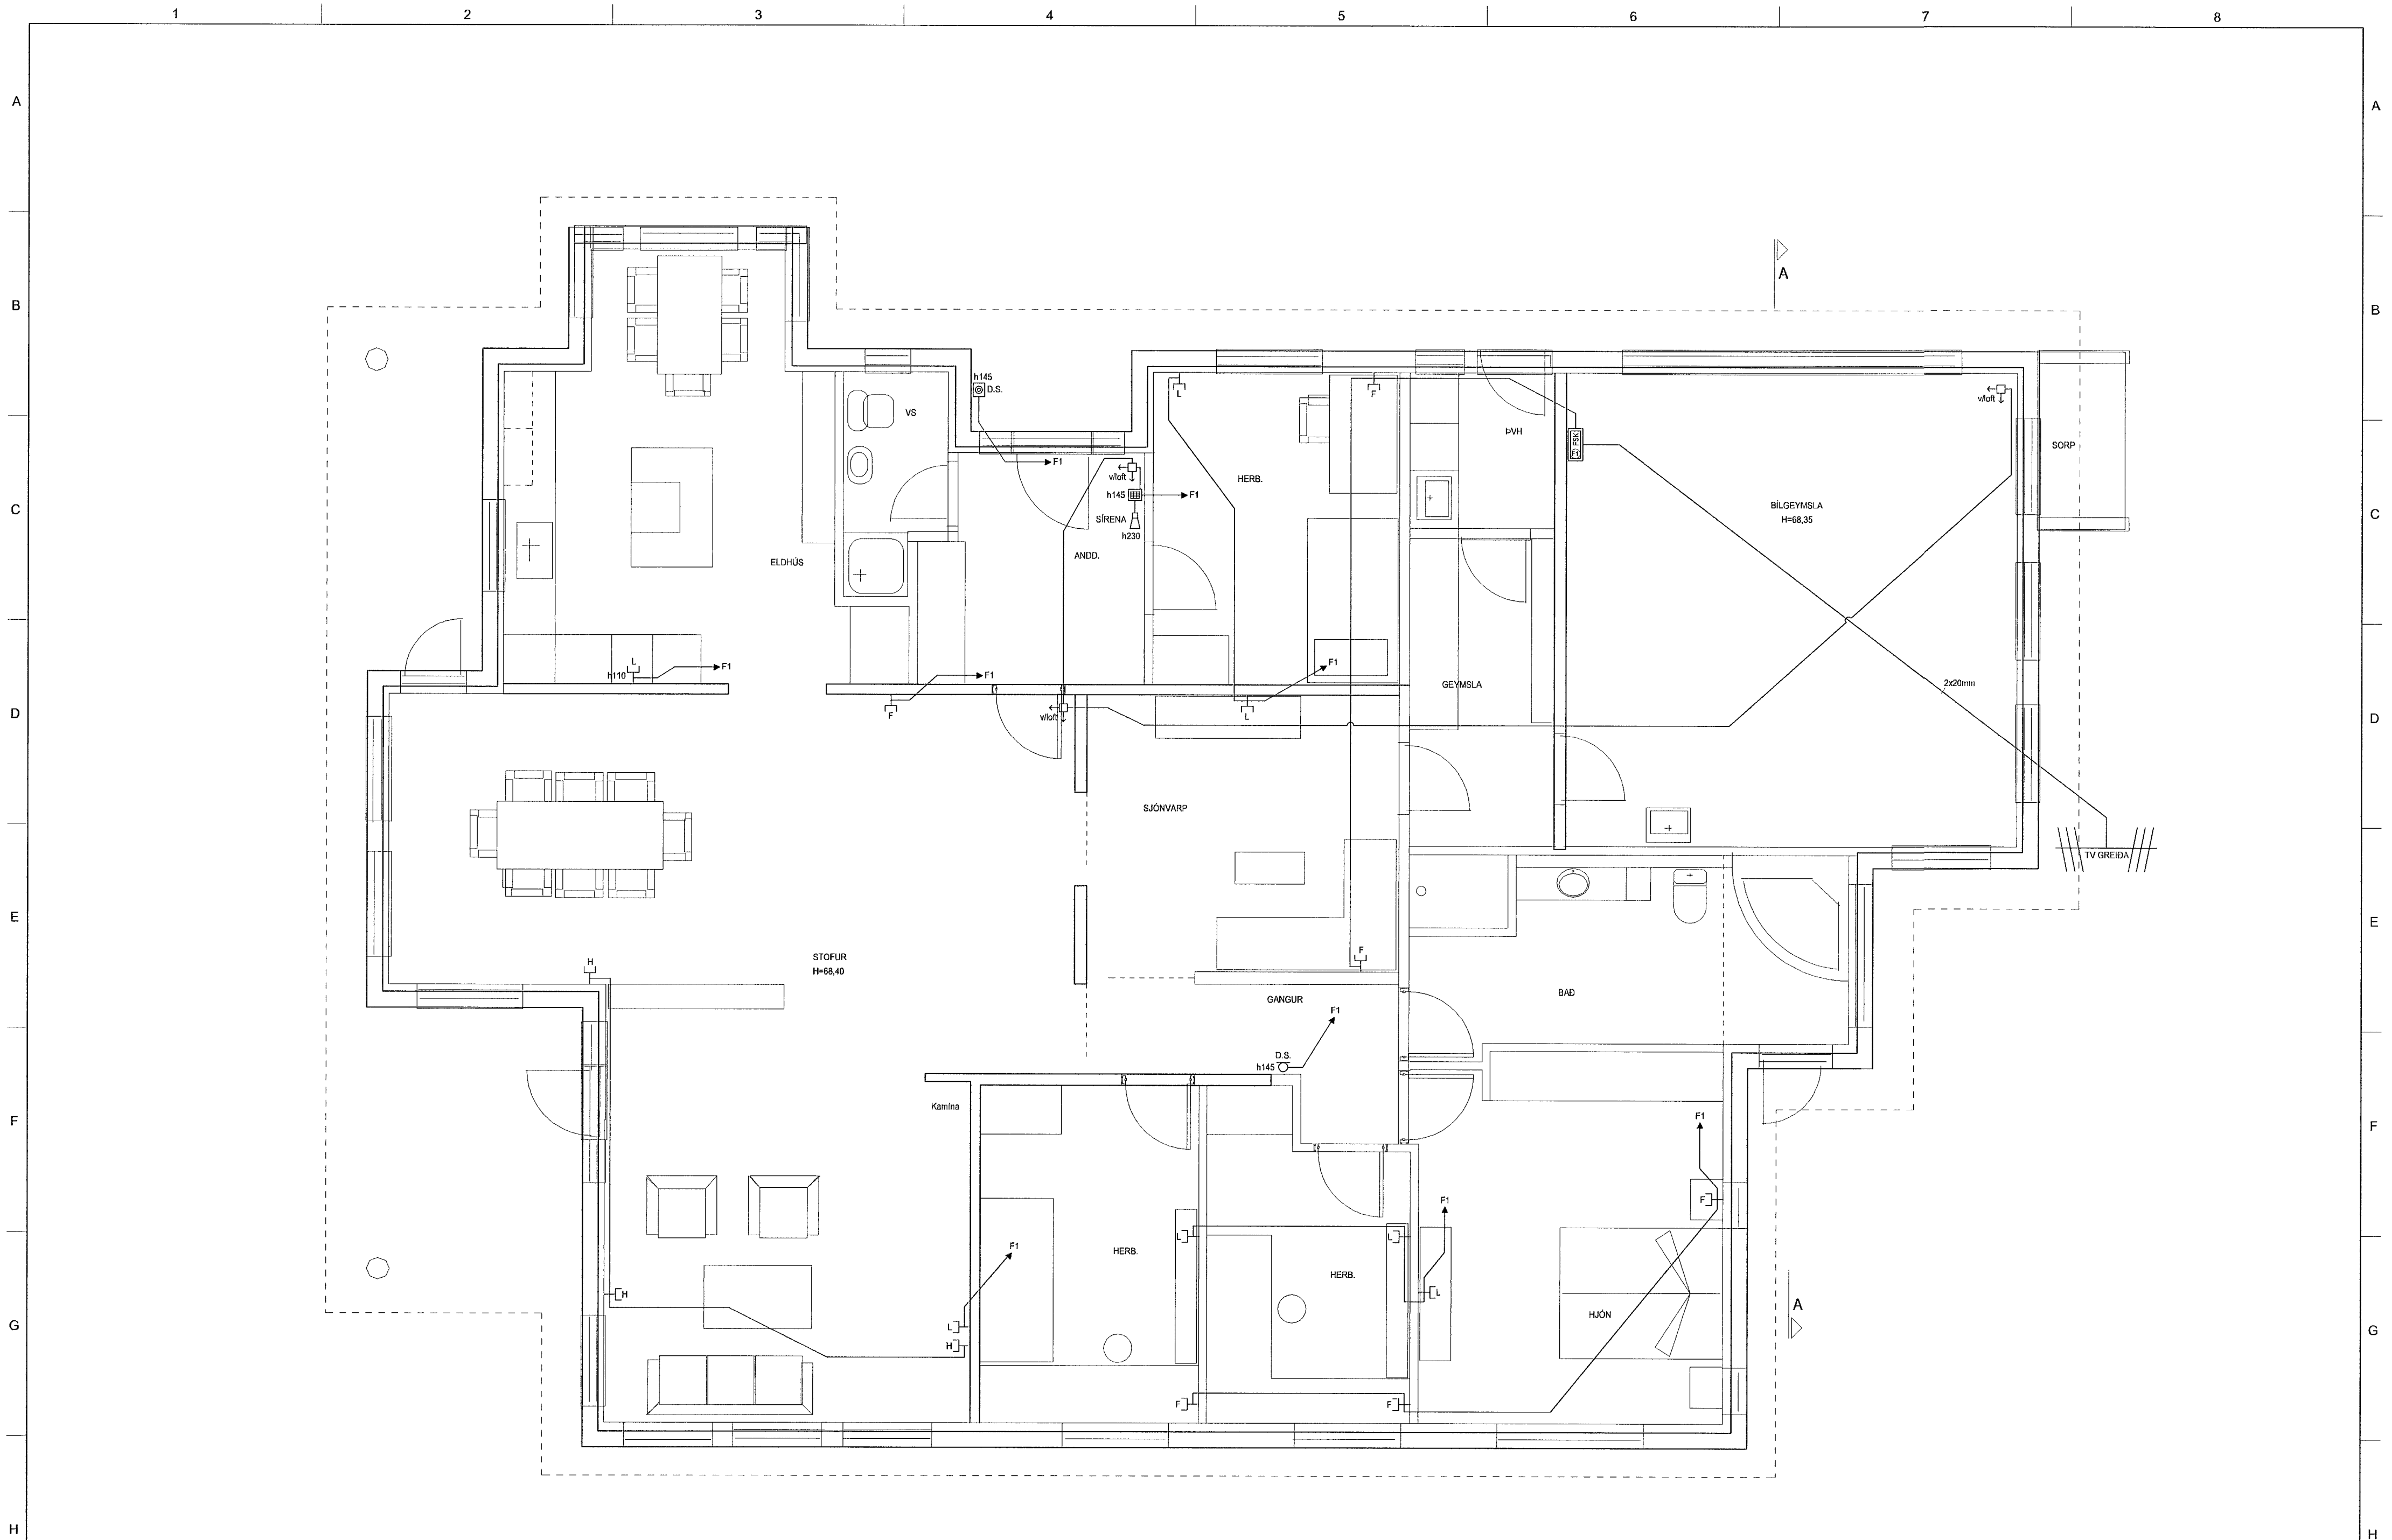 1 2 3 4 5 6 7 8
A A
A
B B
h145
D.S.
VS
v/loft
FSK
ÞVH
SORP
F1
v/loft
HERB.
h145 F1
C C
SÍRENA
BÍLGEYMSLA
H=68,35
h230
ANDD.
ELDHÚS
L
F
L
h110
F1
F1
F1
GEYMSLA
2x20mm
D D
F
v/loft
L
SJÓNVARP
TV GREIÐA
E E
STOFUR
H=68,40
H
F
BAÐ
GANGUR
F1
D.S.
h145
Kamína
F F
F1
F
F1
L
L
F1
HERB.
HERB.
H
L
HJÓN
A
G G
L
H
F
F
H H